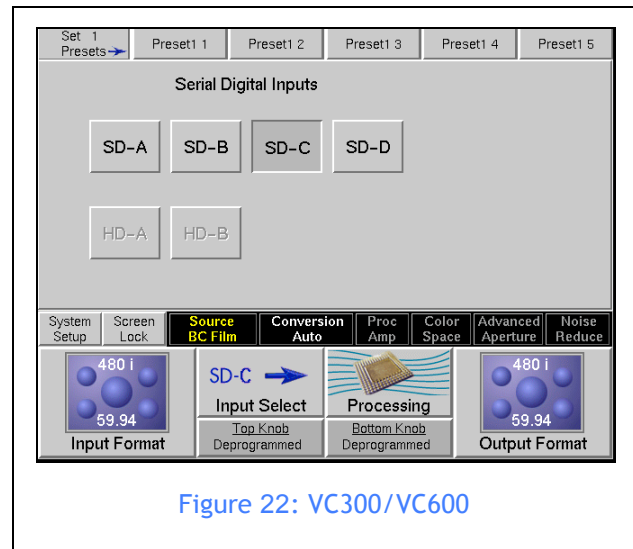 Set 1
Presets
Preset1 1
Preset1 2
Preset1 3
Preset1 4
Preset1 5
Serial Digital Inputs
SD-A
SD-B
SD-C
SD-D
HD-A
HD-B
System
Setup
Screen
Lock
Source
BC Film
Conversion
Auto
Proc
Amp
Color
Space
Advanced
Aperture
Noise
Reduce
480 i
59.94
Input Format
SD-C
Input Select
Processing
Top Knob
Deprogrammed
Bottom Knob
Deprogrammed
480 i
59.94
Output Format
Figure 22: VC300/VC600